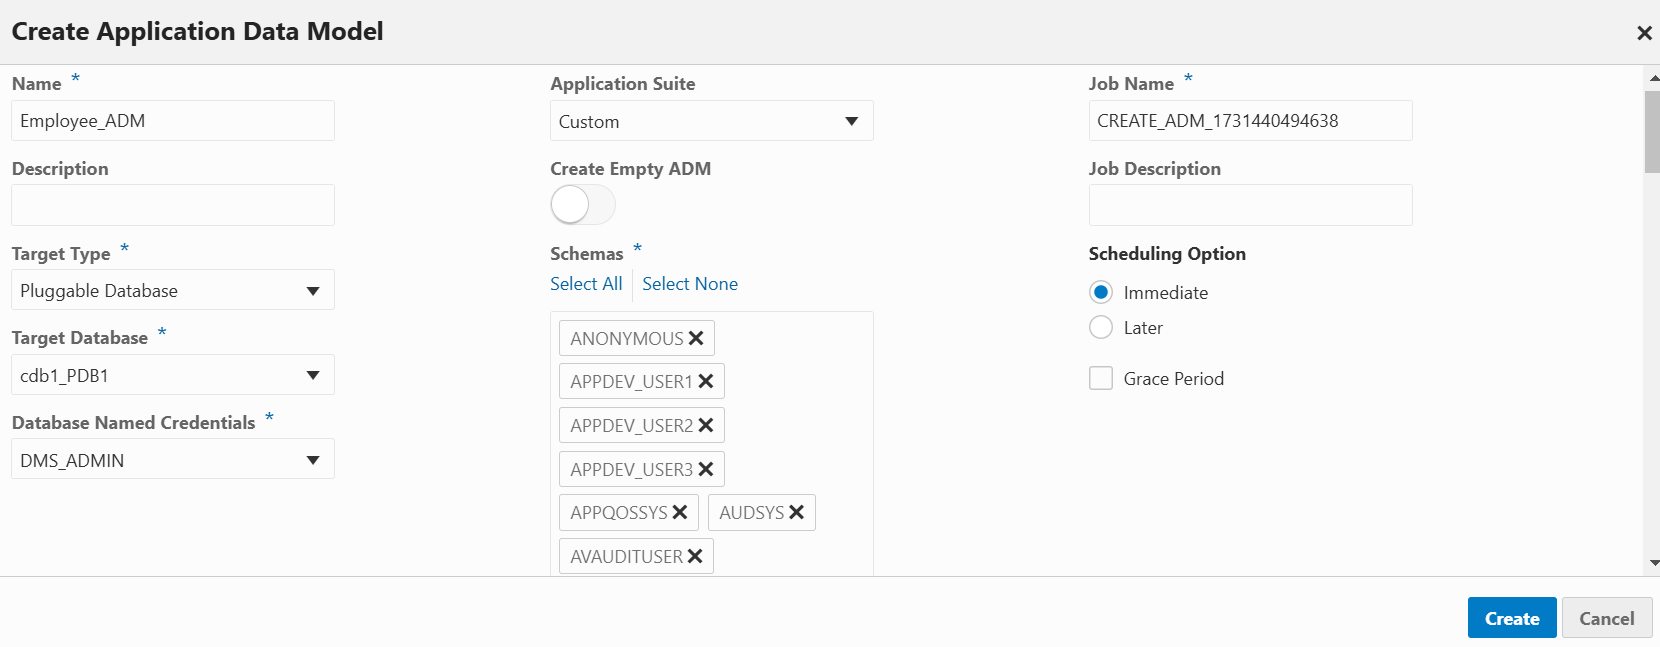 Create Application Data Model
Name *
Employee_ADM
Description
Target Type *
Pluggable Database
Target Database *
cdb1_PDB1
Database Named Credentials *
DMS_ADMIN
Application Suite
Custom
Create Empty ADM
Schemas *
Select All | Select None
ANONYMOUS
APPDEV_USER1
APPDEV_USER2
APPDEV_USER3
APPQOSSYS AUDSYS
AVAUDITUSER
Job Name *
CREATE_ADM_1731440494638
Job Description
Scheduling Option
Immediate
Later
Grace Period
Create Cancel